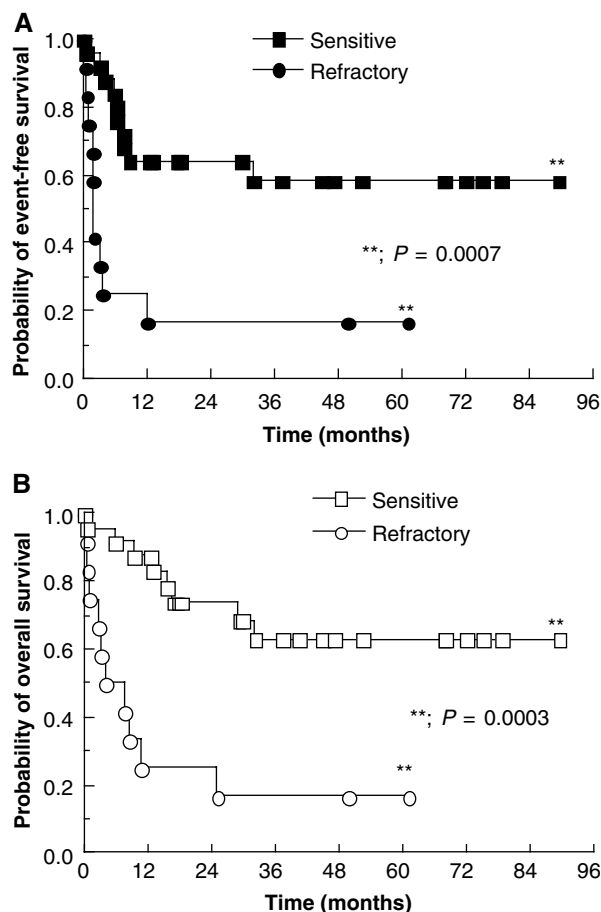 A
Sensitive
Refractory
Probability of event-free survival
1.0
0.8
0.6
0.4
0.2
0.0
**
**; P = 0.0007
**
0 12 24 36 48 60 72 84 96
Time (months)
B
Sensitive
Refractory
Probability of overall survival
1.0
0.8
0.6
0.4
0.2
0.0
**
**; P = 0.0003
**
0 12 24 36 48 60 72 84 96
Time (months)